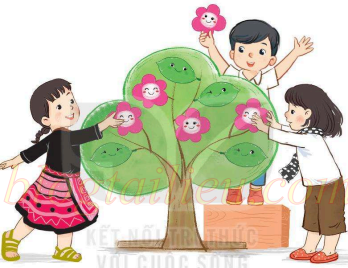 KẾT NỐI TRI THỨC
VỚI CUỘC SỐNG